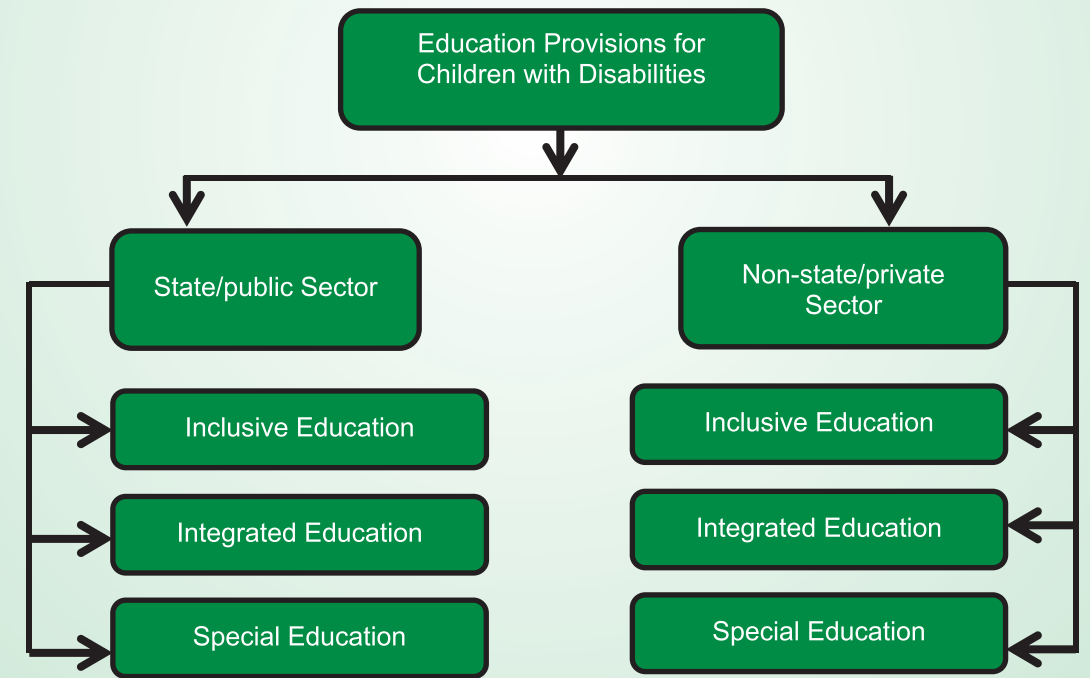 Education Provisions for
Children with Disabilities
State/public Sector
Non-state/private
Sector
Inclusive Education
Integrated Education
Special Education
Inclusive Education
Integrated Education
Special Education